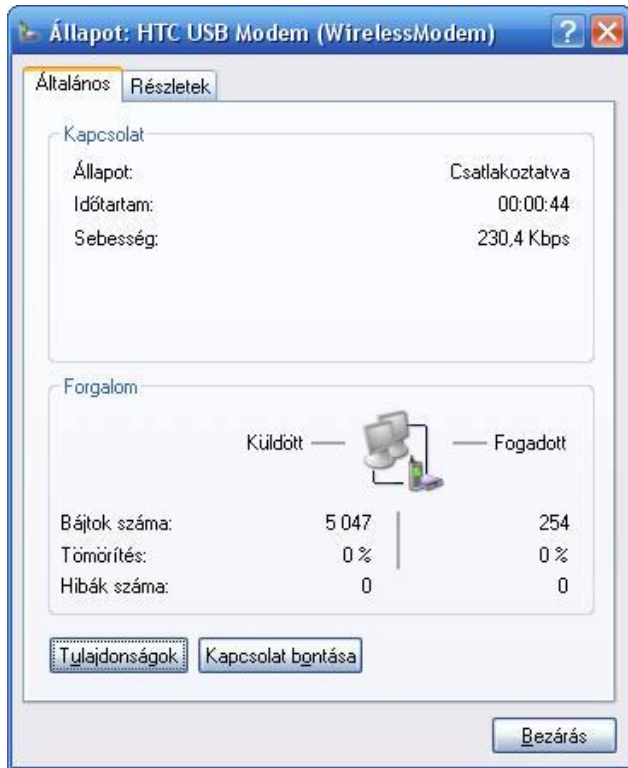 Állapot: HTC USB Modem (WirelessModem)
Általános Részletek
Kapcsolat
Állapot: Csatlakoztatva
Időtartam: 00:00:44
Sebesség: 230,4 Kbps
Forgalom
Küldött Fogadott
Bájtok száma: 5 047 254
Tömörítés: 0 % 0 %
Hibák száma: 0 0
Tulajdonságok Kapcsolat bontása
Bezárás